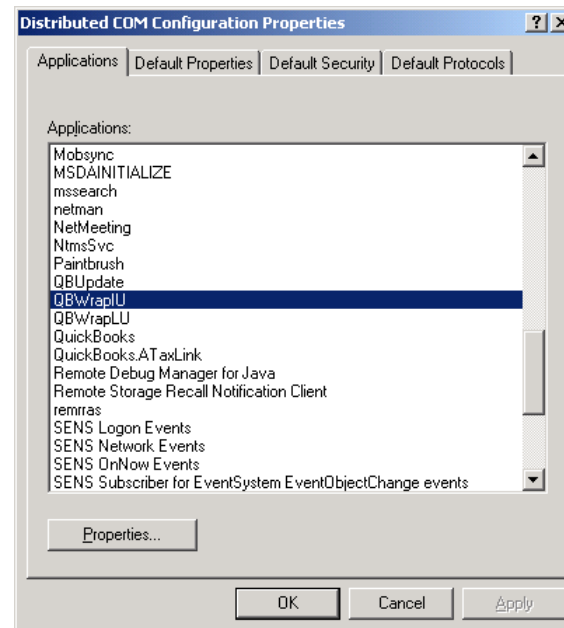 Distributed COM Configuration Properties
Applications Default Properties Default Security Default Protocols
Applications:
Mobsync
MSDAINITIALIZE
mssearch
netman
NetMeeting
NtmsSvc
Paintbrush
QBUpdate
QBWrapIU
QBWrapLU
QuickBooks
QuickBooks.ATaxLink
Remote Debug Manager for Java
Remote Storage Recall Notification Client
remrras
SENS Logon Events
SENS Network Events
SENS OnNow Events
SENS Subscriber for EventSystem EventObjectChange events
Properties...
OK Cancel Apply